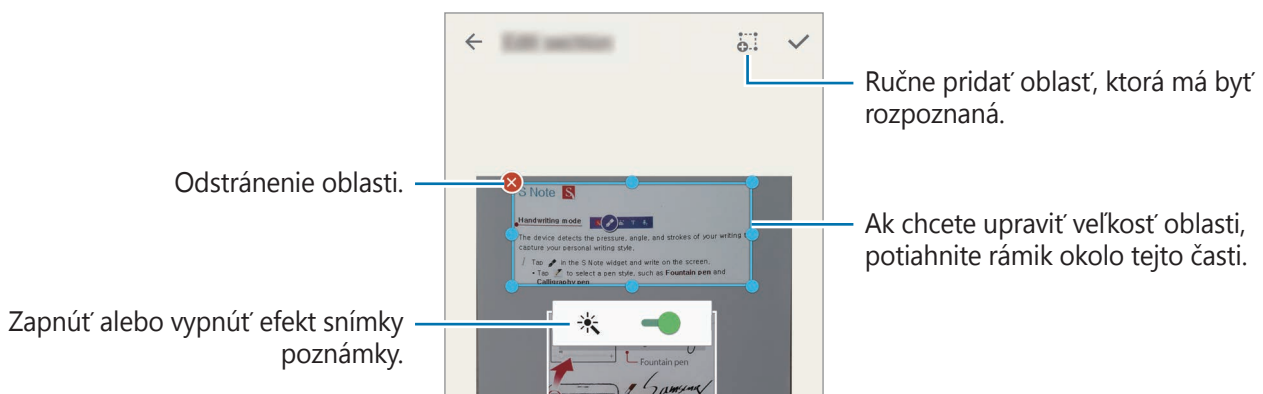 Ručne pridať oblasť, ktorá má byť
rozpoznaná.
Odstránenie oblasti.
Ak chcete upraviť veľkosť oblasti,
potiahnite rámik okolo tejto časti.
Zapnúť alebo vypnúť efekt snímky
poznámky.
S Note
Handwriting mode
The device detects the pressure, angle, and strokes of your writing
capture your personal writing style.
Tap in the S Note widget and write on the screen.
• Tap to select a pen style, such as Fountain pen and
Calligraphy pen
Fountain pen
Samsung